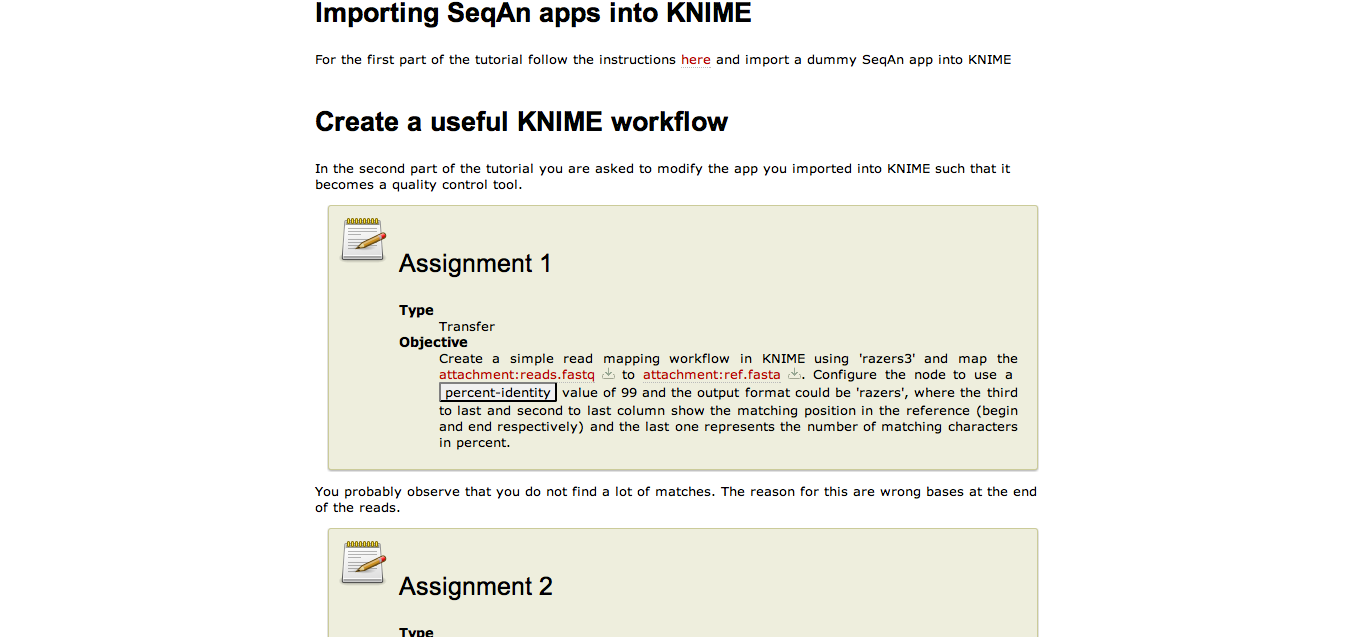 Importing SeqAn apps into KNIME
For the first part of the tutorial follow the instructions here and import a dummy SeqAn app into KNIME
Create a useful KNIME workflow
In the second part of the tutorial you are asked to modify the app you imported into KNIME such that it
becomes a quality control tool.
Assignment 1
Type
Transfer
Objective
Create a simple read mapping workflow in KNIME using 'razers3' and map the
attachment:reads.fastq to attachment:ref.fasta . Configure the node to use a
percent-identity value of 99 and the output format could be 'razers', where the third
to last and second to last column show the matching position in the reference (begin
and end respectively) and the last one represents the number of matching characters
in percent.
You probably observe that you do not find a lot of matches. The reason for this are wrong bases at the end
of the reads.
Assignment 2
Type